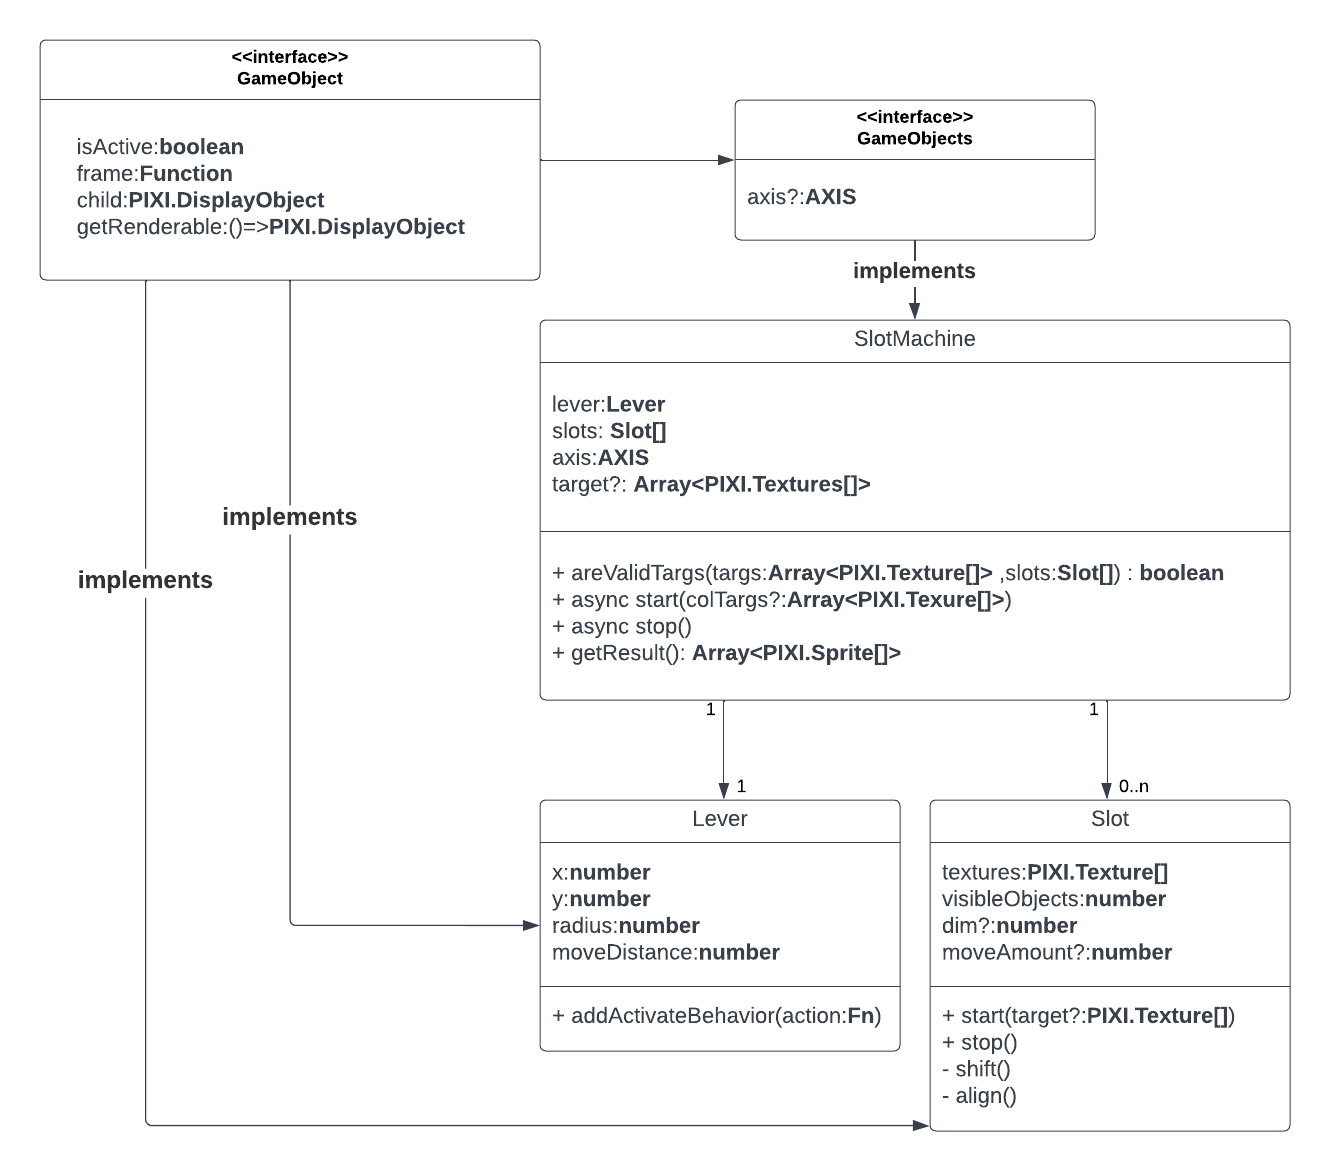 <<interface>>
GameObject
isActive:boolean
frame:Function
child:PIXI.DisplayObject
getRenderable:()=>PIXI.DisplayObject
<<interface>>
GameObjects
axis?:AXIS
implements
SlotMachine
lever:Lever
slots: Slot[]
axis:AXIS
target?: Array<PIXI.Textures[]>
+ areValidTargs(targs:Array<PIXI.Texture[]> ,slots:Slot[]) : boolean
+ async start(colTargs?:Array<PIXI.Texure[]>)
+ async stop()
+ getResult(): Array<PIXI.Sprite[]>
implements
implements
1
1
1
0..n
Lever
x:number
y:number
radius:number
moveDistance:number
+ addActivateBehavior(action:Fn)
Slot
textures:PIXI.Texture[]
visibleObjects:number
dim?:number
moveAmount?:number
+ start(target?:PIXI.Texture[])
+ stop()
- shift()
- align()